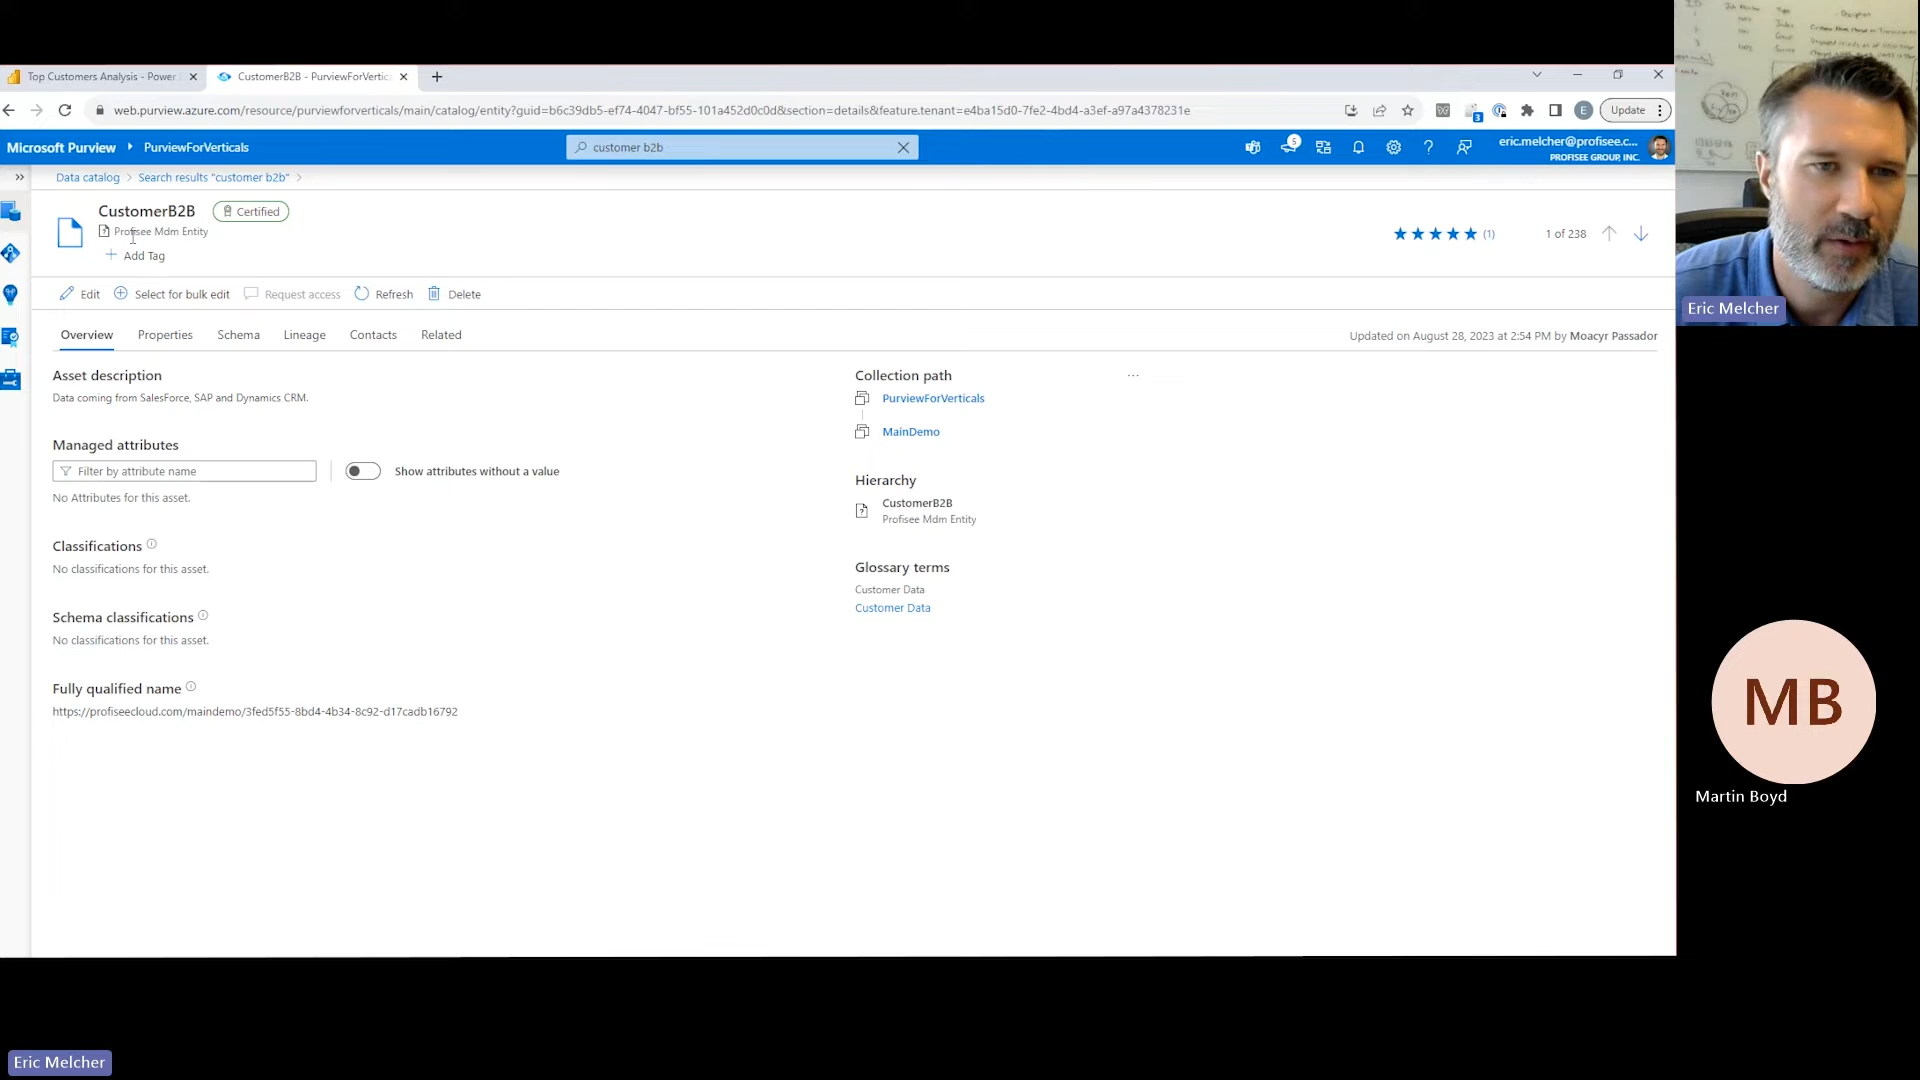 Top Customers Analysis - Power
CustomerB2B - PurviewForVertic
web.purview.azure.com/resource/purviewforverticals/main/catalog/entity?guid=b6c39db5-ef74-4047-bf55-101a452d0c0d&section=details&feature.tenant=e4ba15d0-7fe2-4bd4-a3ef-a97a4378231e
3
E
Update
Microsoft Purview
PurviewForVerticals
customer b2b
5
eric.melcher@profisee.c...
PROFISEE GROUP, INC.
Data catalog > Search results "customer b2b" >
CustomerB2B
Certified
Profisee Mdm Entity
Add Tag
(1)
1 of 238
Edit
Select for bulk edit
Request access
Refresh
Delete
Overview
Properties
Schema
Lineage
Contacts
Related
Updated on August 28, 2023 at 2:54 PM by Moacyr Passador
Asset description
Data coming from SalesForce, SAP and Dynamics CRM.
Managed attributes
Filter by attribute name
Show attributes without a value
No Attributes for this asset.
Classifications
No classifications for this asset.
Schema classifications
No classifications for this asset.
Fully qualified name
https://profiseecloud.com/maindemo/3fed5f55-8bd4-4b34-8c92-d17cadb16792
Collection path
...
PurviewForVerticals
MainDemo
Hierarchy
CustomerB2B
Profisee Mdm Entity
Glossary terms
Customer Data
Customer Data
Eric Melcher
MB
Martin Boyd
Eric Melcher